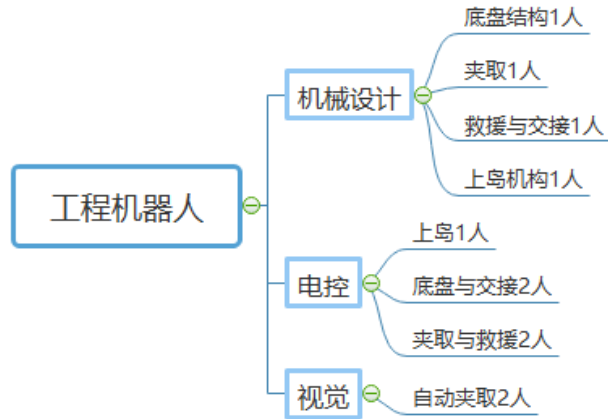 工程机器人
机械设计
底盘结构1人
夹取1人
救援与交接1人
上岛机构1人
电控
上岛1人
底盘与交接2人
夹取与救援2人
视觉
自动夹取2人